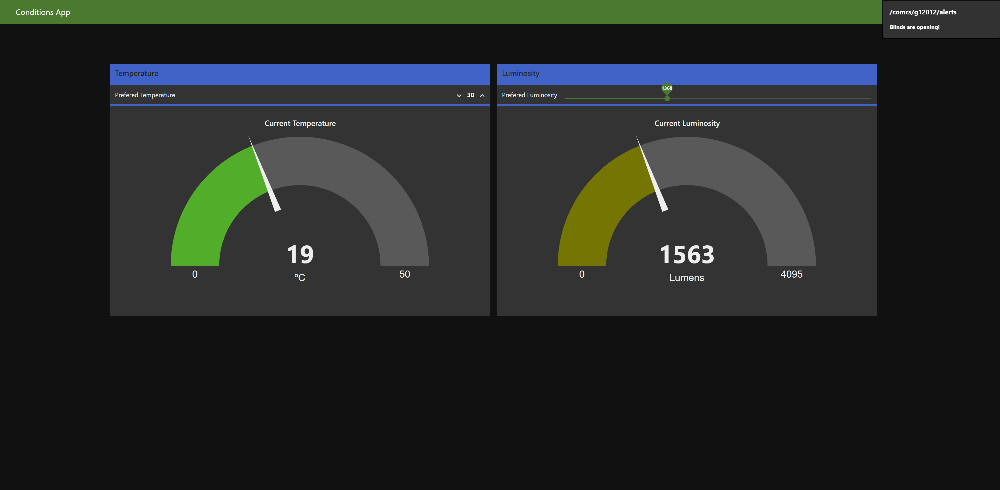 Conditions App
/comcs/g12012/alerts
Blinds are opening!
Temperature
Prefered Temperature 30
Current Temperature
19
0 ºC 50
Luminosity
Prefered Luminosity 1369
Current Luminosity
1563
0 Lumens 4095